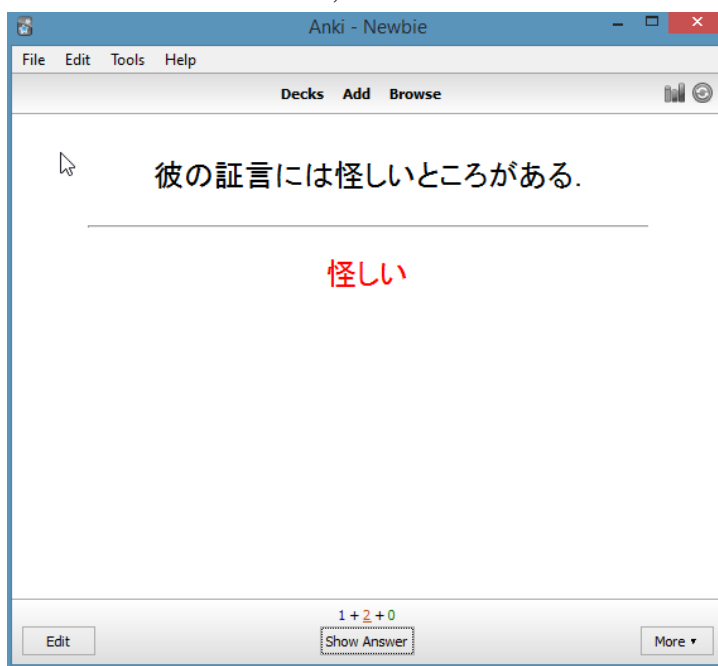 Anki - Newbie
File Edit Tools Help
Decks Add Browse
彼の証言には怪しいところがある.
怪しい
1 + 2 + 0
Edit Show Answer More ▾